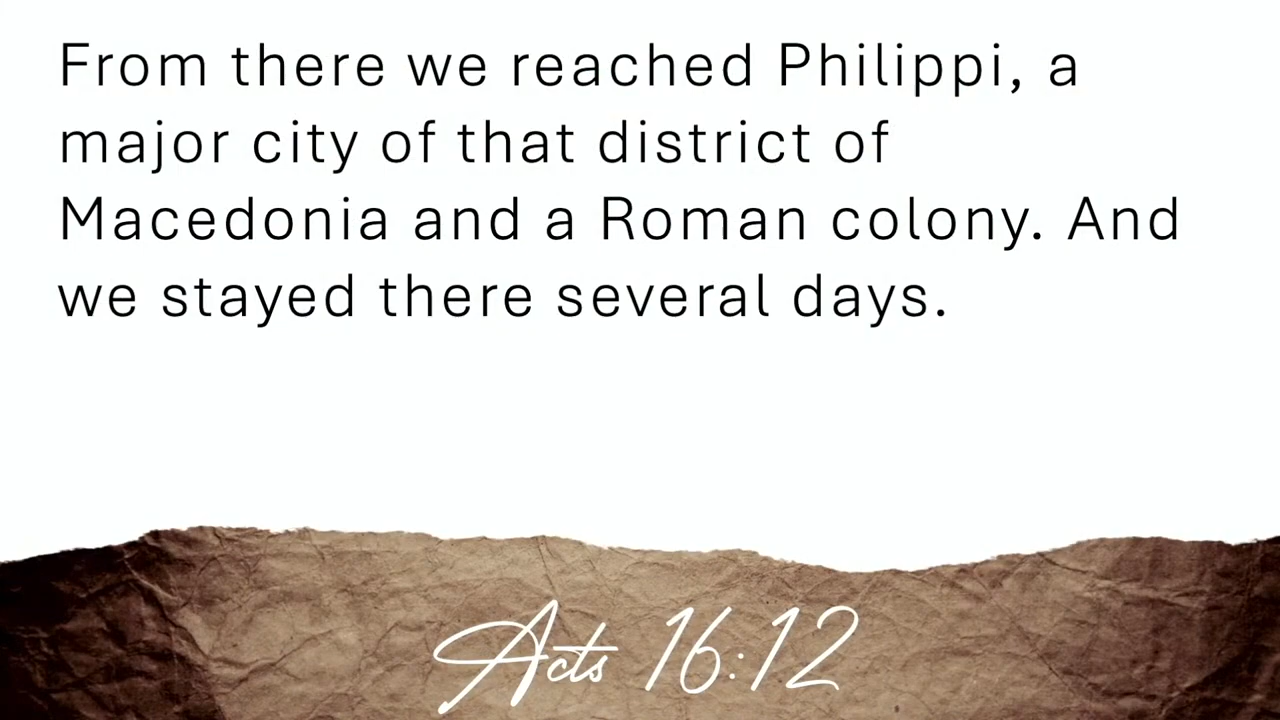 From there we reached Philippi, a
major city of that district of
Macedonia and a Roman colony. And
we stayed there several days.
Acts 16:12